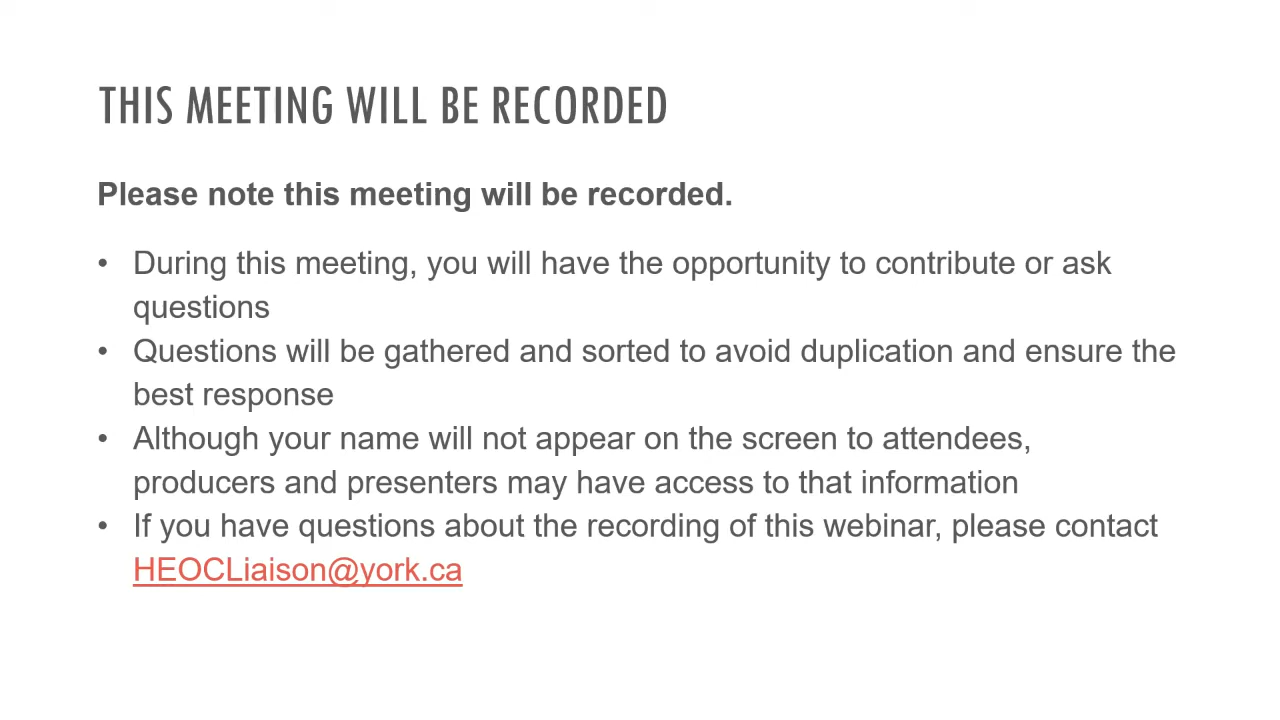 THIS MEETING WILL BE RECORDED
Please note this meeting will be recorded.
• During this meeting, you will have the opportunity to contribute or ask
questions
• Questions will be gathered and sorted to avoid duplication and ensure the
best response
• Although your name will not appear on the screen to attendees,
producers and presenters may have access to that information
• If you have questions about the recording of this webinar, please contact
HEOCLiaison@york.ca